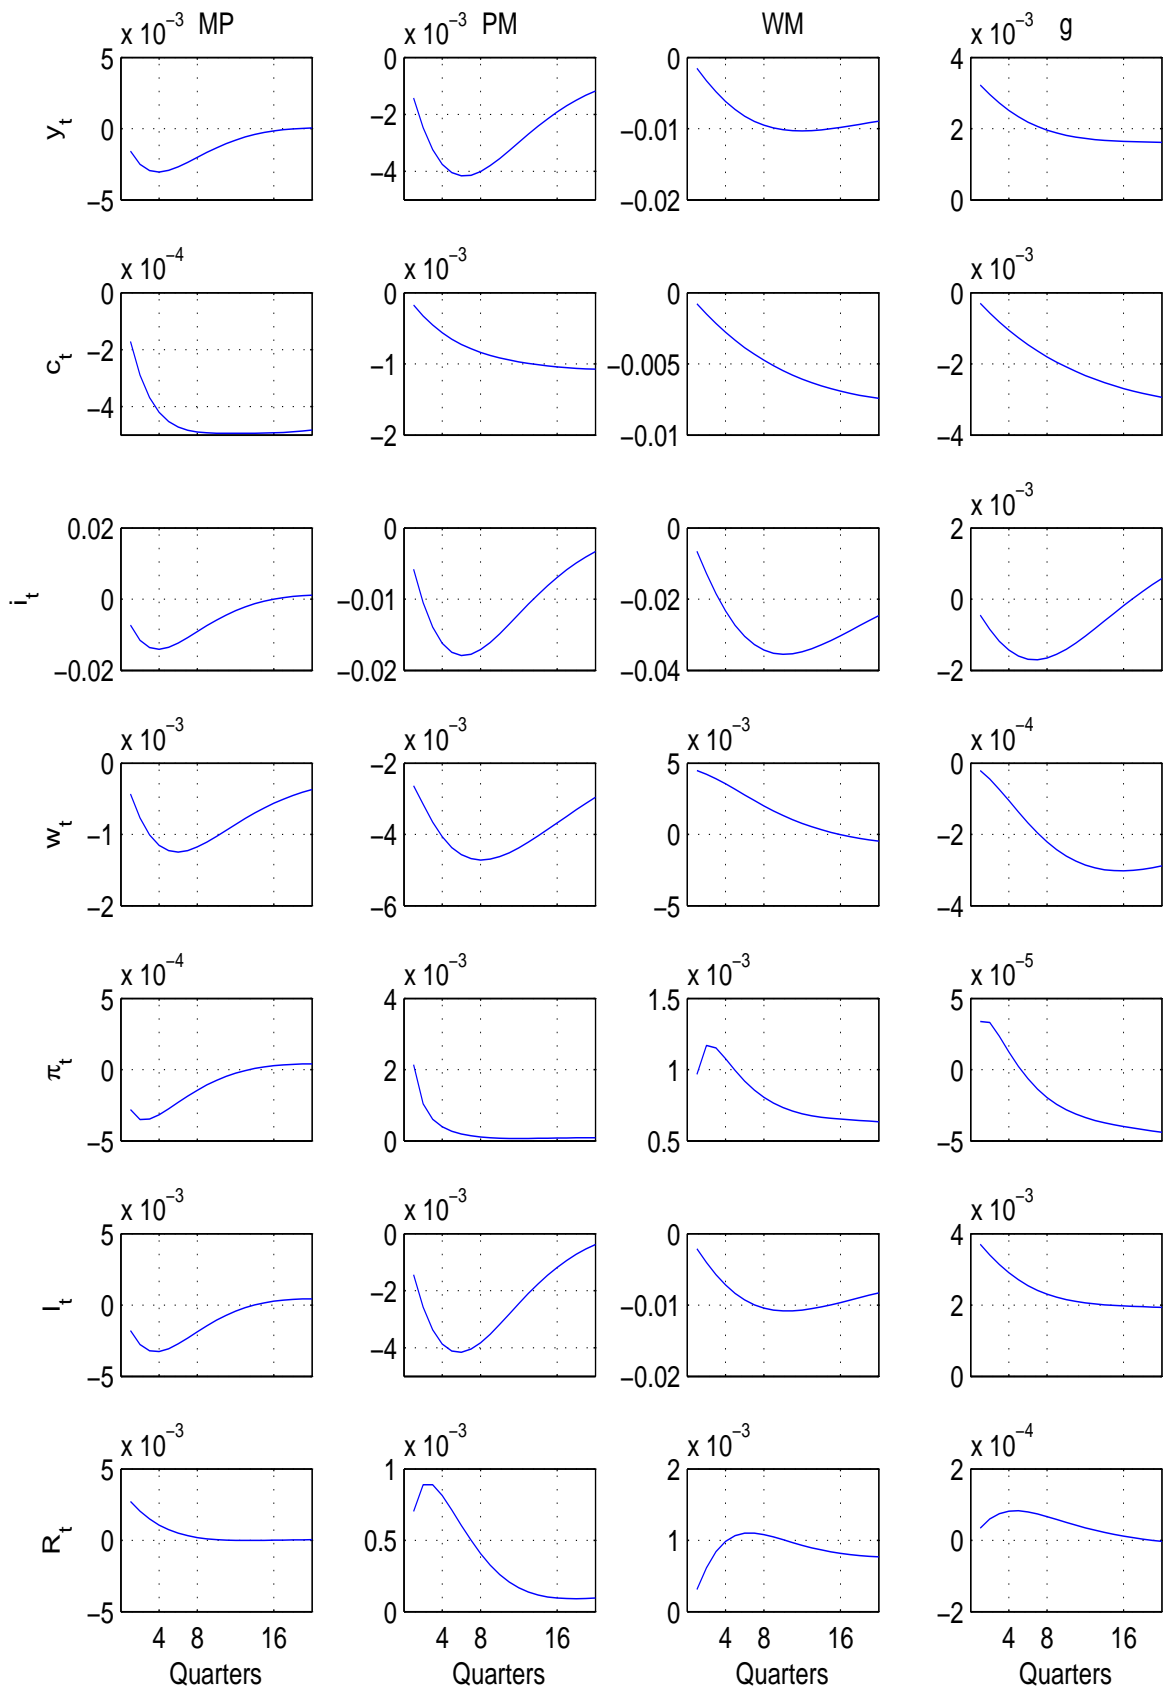 x 10^−3 MP x 10^−3 PM WM x 10^−3 g
5 0 0 4
y_t 0 −2 −0.01 2
−4
−5 −0.02 0
x 10^−4 x 10^−3 x 10^−3
0 0 0 0
c_t −2 −1 −0.005 −2
−4
−2 −0.01 −4
x 10^−3
0.02 0 0 2
i_t 0 −0.01 −0.02 0
−0.02 −0.02 −0.04 −2
x 10^−3 x 10^−3 x 10^−3 x 10^−4
0 −2 5 0
w_t −1 −4 0 −2
−2 −6 −5 −4
x 10^−4 x 10^−3 x 10^−3 x 10^−5
5 4 1.5 5
π_t 0 2 1 0
−5 0 0.5 −5
x 10^−3 x 10^−3 x 10^−3
5 0 0 4
l_t 0 −2 −0.01 2
−4
−5 −0.02 0
x 10^−3 x 10^−3 x 10^−3 x 10^−4
5 1 2 2
R_t 0 0.5 1 0
−5 0 0 −2
4 8 16 4 8 16 4 8 16 4 8 16
Quarters Quarters Quarters Quarters